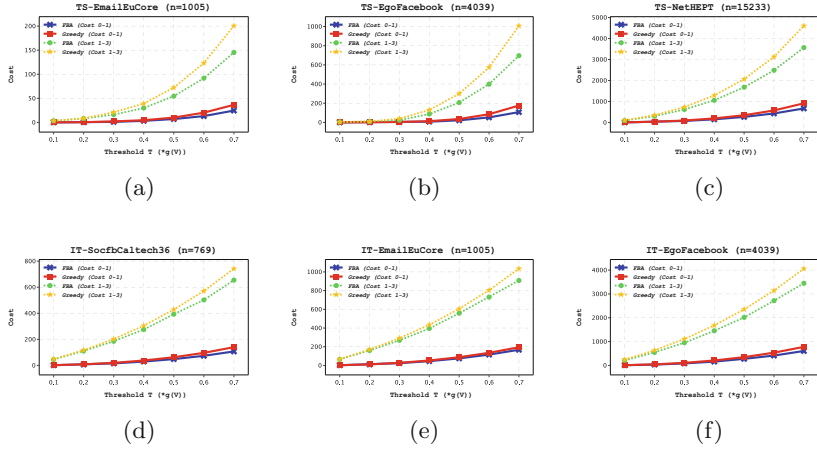 TS-EmailEuCore (n=1005)
Cost
200
150
100
50
0
FBA (Cost 0-1)
Greedy (Cost 0-1)
FBA (Cost 1-3)
Greedy (Cost 1-3)
0.1 0.2 0.3 0.4 0.5 0.6 0.7
Threshold T (*g(V))
(a)
TS-EgoFacebook (n=4039)
Cost
1000
800
600
400
200
0
FBA (Cost 0-1)
Greedy (Cost 0-1)
FBA (Cost 1-3)
Greedy (Cost 1-3)
0.1 0.2 0.3 0.4 0.5 0.6 0.7
Threshold T (*g(V))
(b)
TS-NetHEPT (n=15233)
Cost
5000
4000
3000
2000
1000
0
FBA (Cost 0-1)
Greedy (Cost 0-1)
FBA (Cost 1-3)
Greedy (Cost 1-3)
0.1 0.2 0.3 0.4 0.5 0.6 0.7
Threshold T (*g(V))
(c)
IT-SocfbCaltech36 (n=769)
Cost
800
600
400
200
0
FBA (Cost 0-1)
Greedy (Cost 0-1)
FBA (Cost 1-3)
Greedy (Cost 1-3)
0.1 0.2 0.3 0.4 0.5 0.6 0.7
Threshold T (*g(V))
(d)
IT-EmailEuCore (n=1005)
Cost
1000
800
600
400
200
0
FBA (Cost 0-1)
Greedy (Cost 0-1)
FBA (Cost 1-3)
Greedy (Cost 1-3)
0.1 0.2 0.3 0.4 0.5 0.6 0.7
Threshold T (*g(V))
(e)
IT-EgoFacebook (n=4039)
Cost
4000
3000
2000
1000
0
FBA (Cost 0-1)
Greedy (Cost 0-1)
FBA (Cost 1-3)
Greedy (Cost 1-3)
0.1 0.2 0.3 0.4 0.5 0.6 0.7
Threshold T (*g(V))
(f)